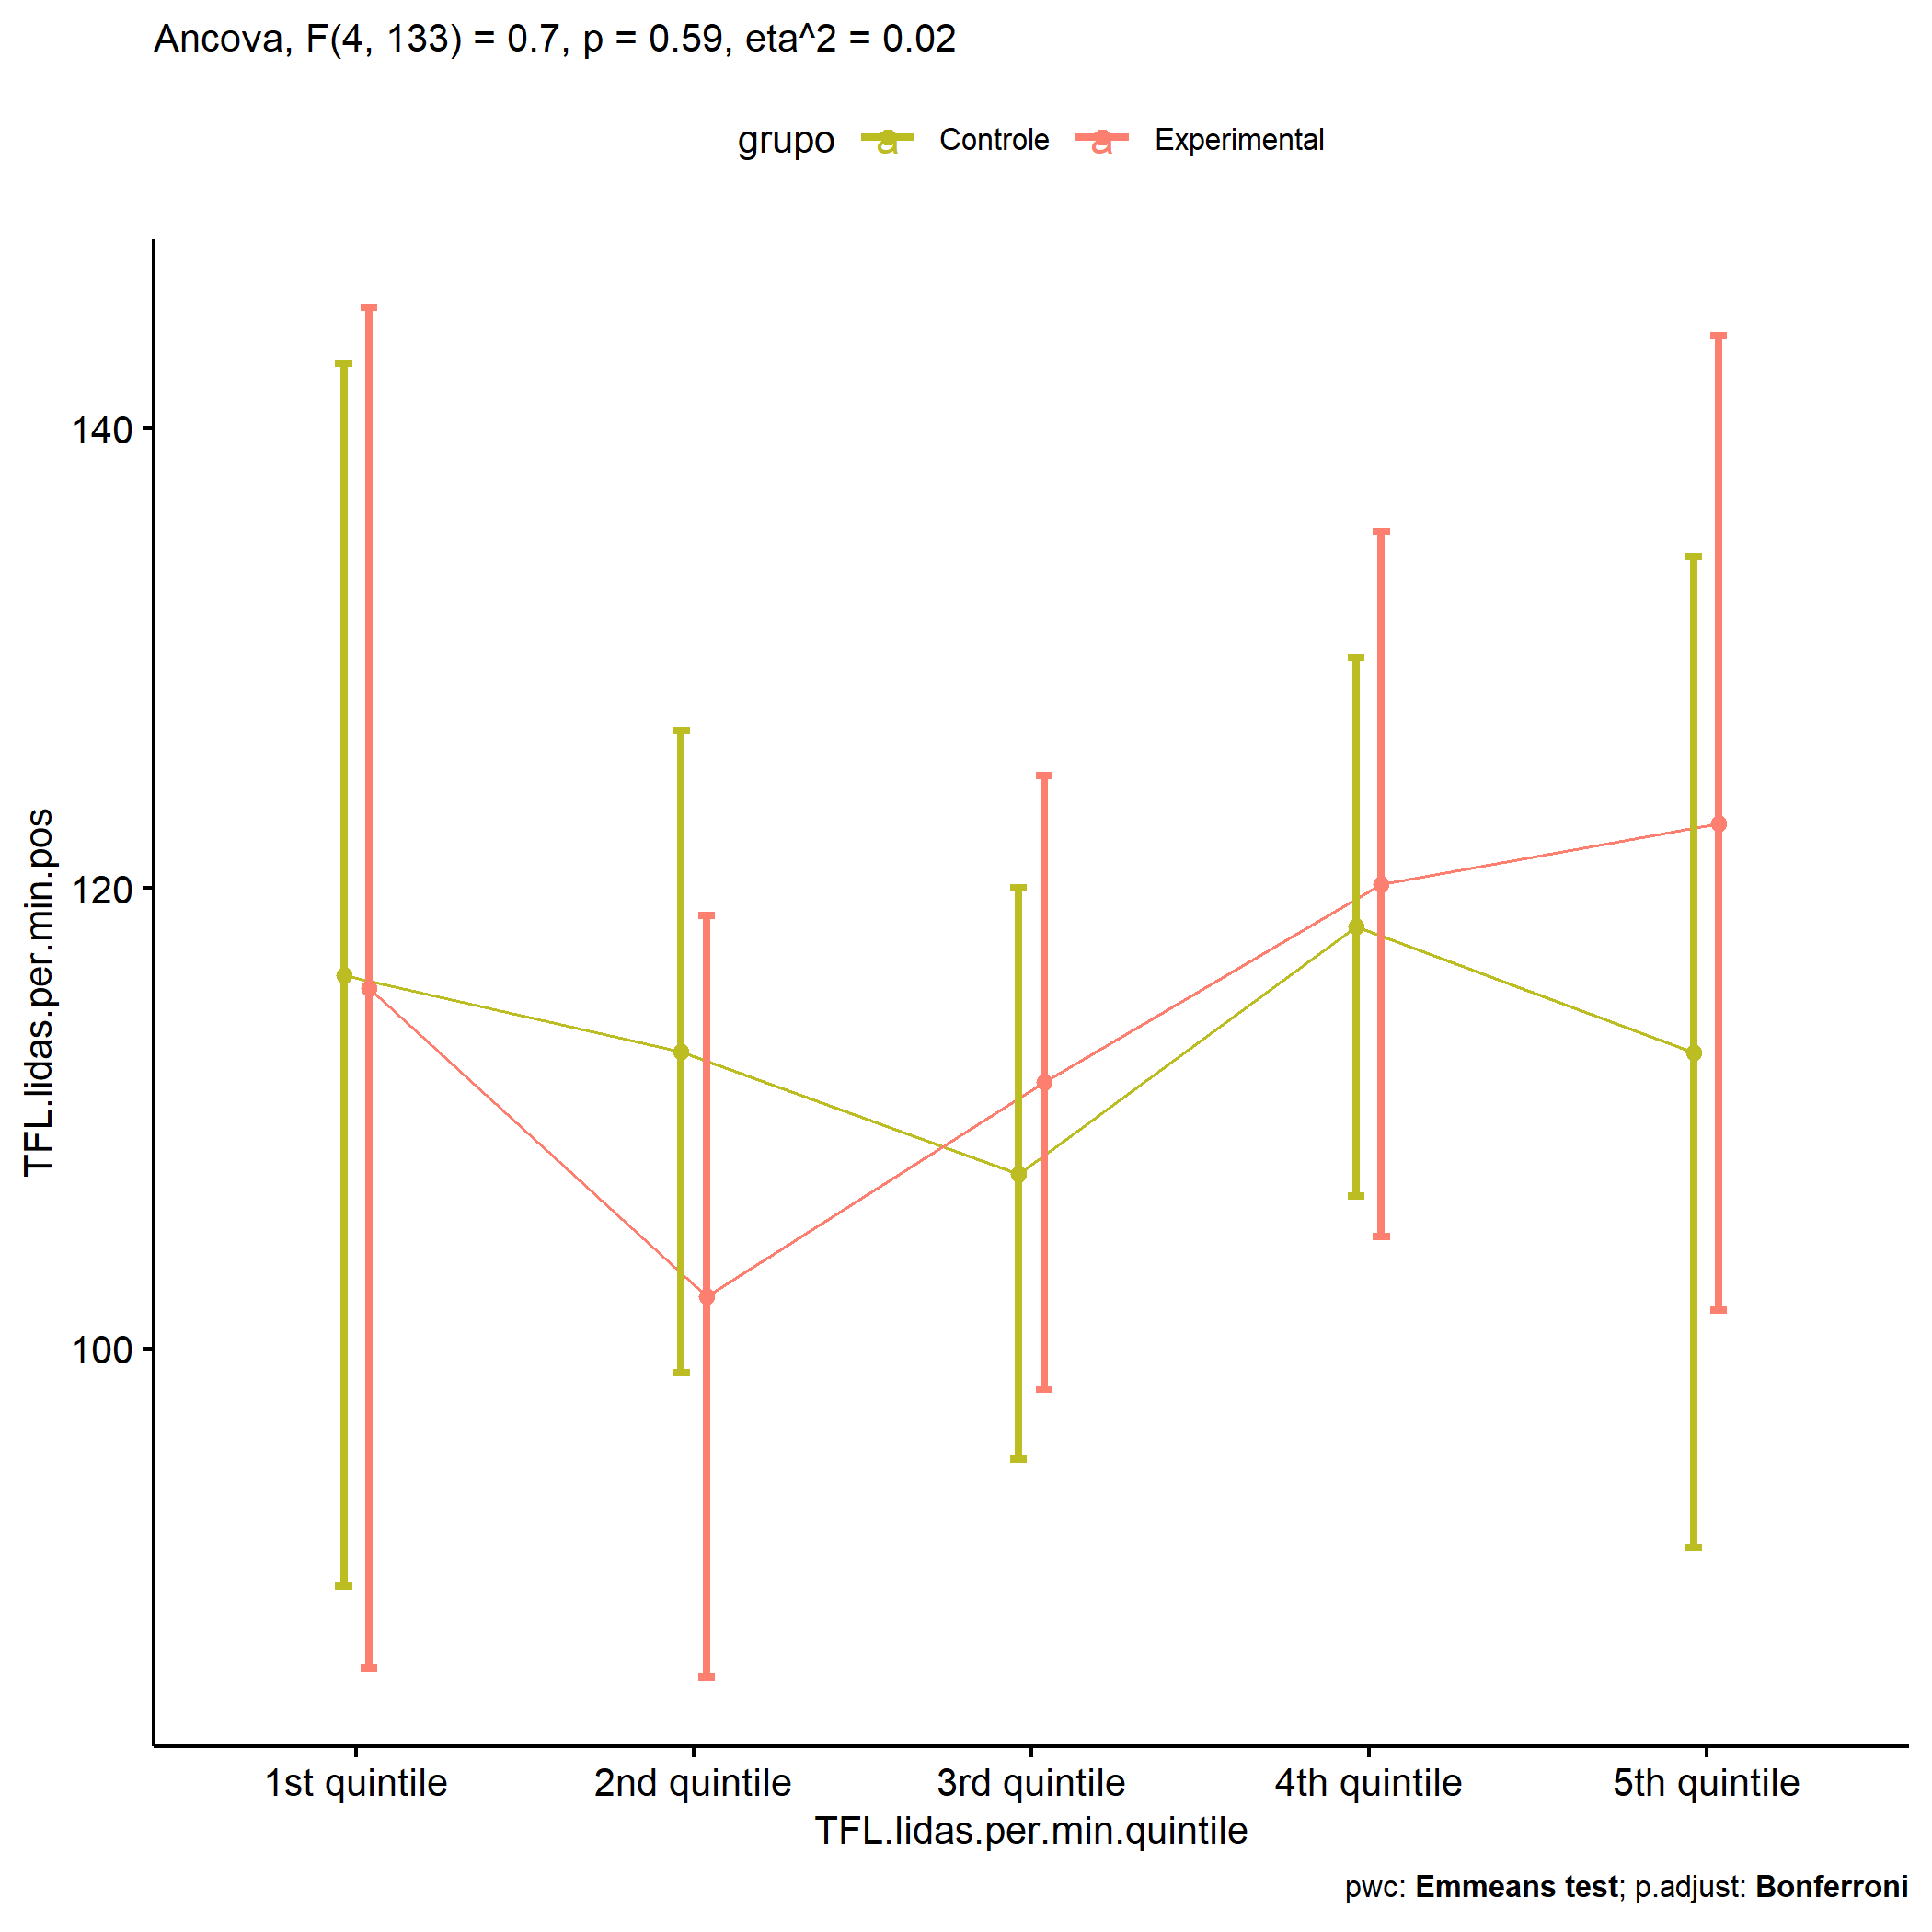 Ancova, F(4, 133) = 0.7, p = 0.59, eta^2 = 0.02
grupo a Controle a Experimental
TFL.lidas.per.min.pos
140
120
100
1st quintile 2nd quintile 3rd quintile 4th quintile 5th quintile
TFL.lidas.per.min.quintile
pwc: Emmeans test; p.adjust: Bonferroni